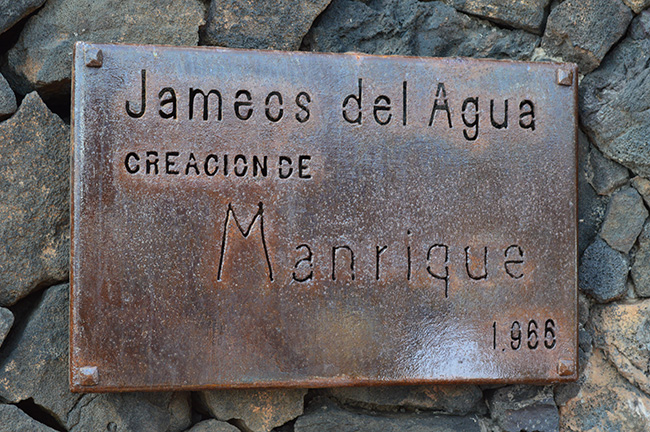 Jameos del Agua
CREACION DE
Manrique
1.966